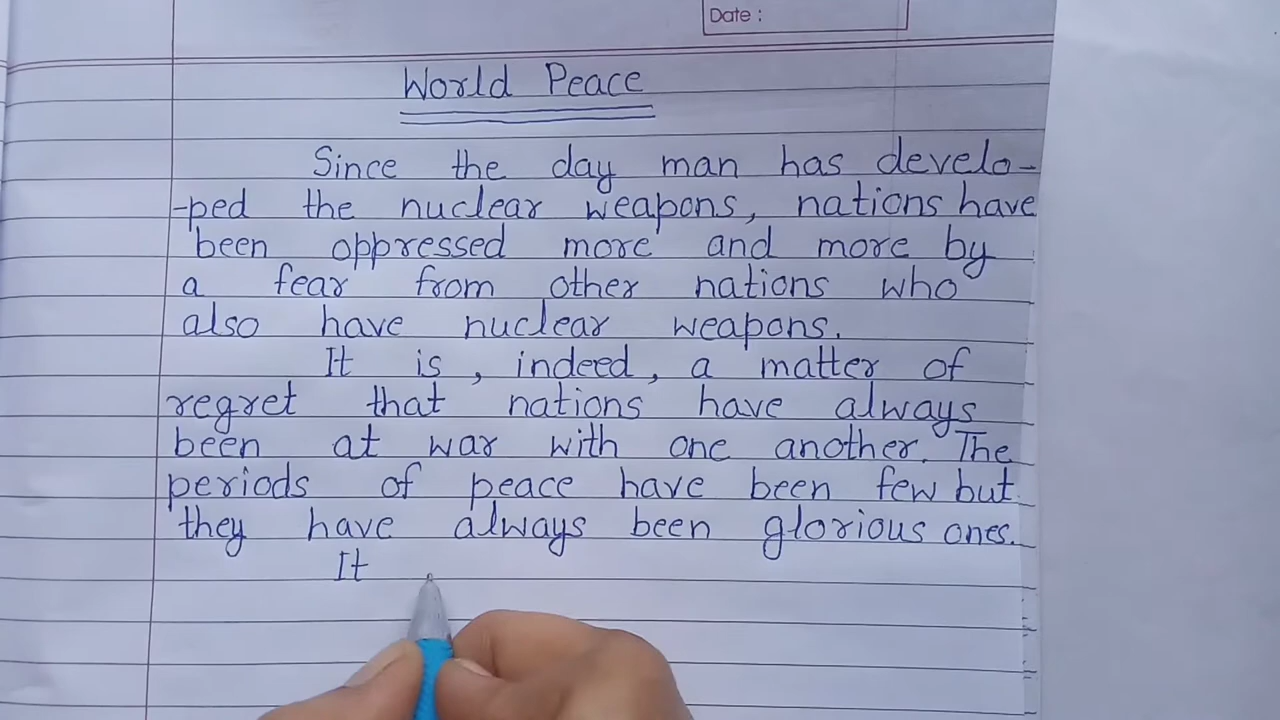 Date :
World Peace
Since the day man has develo-
-ped the nuclear weapons, nations have
been oppressed more and more by
a fear from other nations who
also have nuclear weapons.
It is, indeed, a matter of
regret that nations have always
been at war with one another. The
periods of peace have been few but
they have always been glorious ones.
It